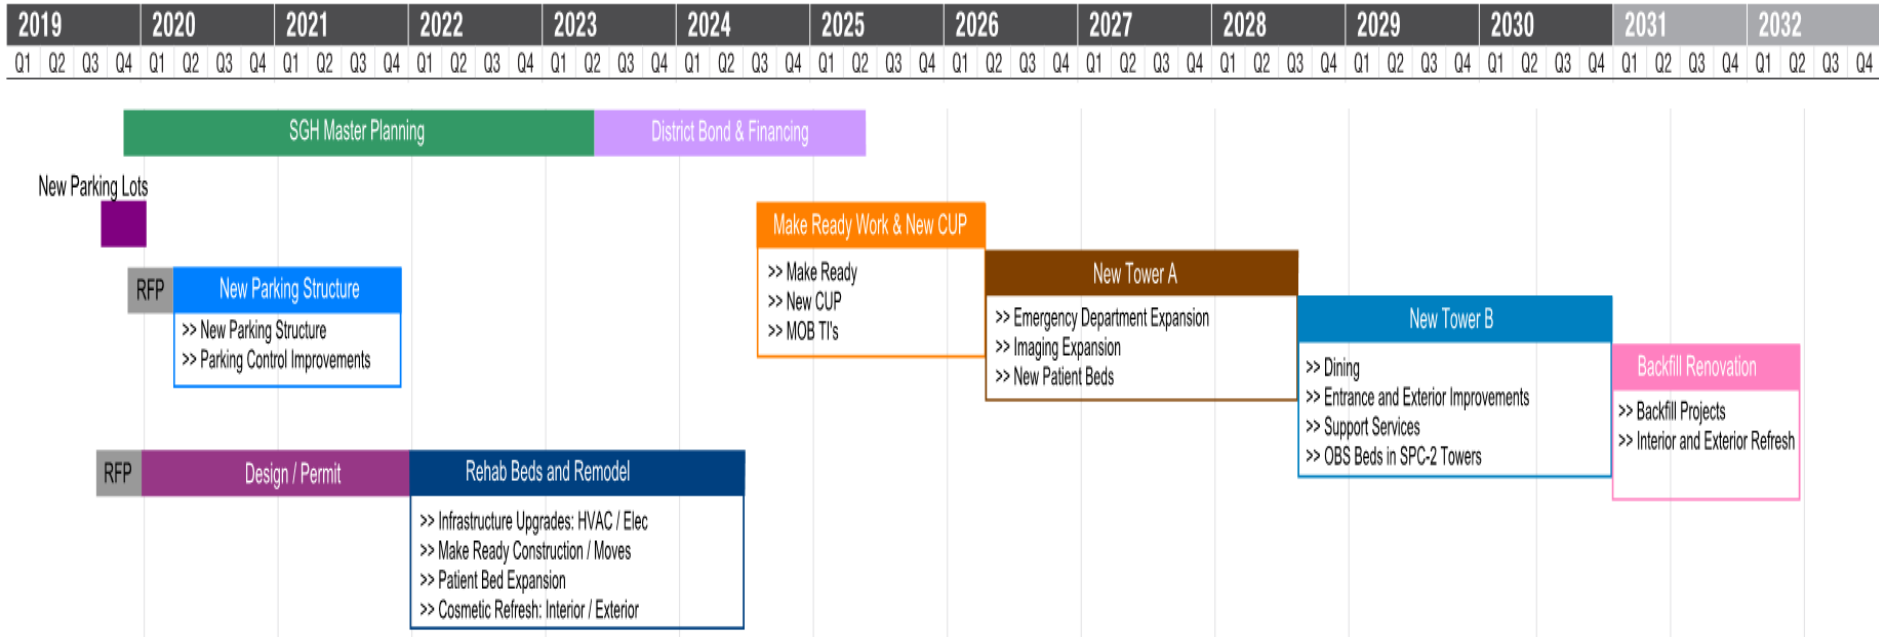 2019 2020 2021 2022 2023 2024 2025 2026 2027 2028 2029 2030 2031 2032
Q1 Q2 Q3 Q4 Q1 Q2 Q3 Q4 Q1 Q2 Q3 Q4 Q1 Q2 Q3 Q4 Q1 Q2 Q3 Q4 Q1 Q2 Q3 Q4 Q1 Q2 Q3 Q4 Q1 Q2 Q3 Q4 Q1 Q2 Q3 Q4 Q1 Q2 Q3 Q4 Q1 Q2 Q3 Q4 Q1 Q2 Q3 Q4 Q1 Q2 Q3 Q4 Q1 Q2 Q3 Q4
SGH Master Planning
District Bond & Financing
New Parking Lots
RFP
New Parking Structure
>> New Parking Structure
>> Parking Control Improvements
Make Ready Work & New CUP
>> Make Ready
>> New CUP
>> MOB TI's
New Tower A
>> Emergency Department Expansion
>> Imaging Expansion
>> New Patient Beds
New Tower B
>> Dining
>> Entrance and Exterior Improvements
>> Support Services
>> OBS Beds in SPC-2 Towers
Backfill Renovation
>> Backfill Projects
>> Interior and Exterior Refresh
RFP
Design / Permit
Rehab Beds and Remodel
>> Infrastructure Upgrades: HVAC / Elec
>> Make Ready Construction / Moves
>> Patient Bed Expansion
>> Cosmetic Refresh: Interior / Exterior